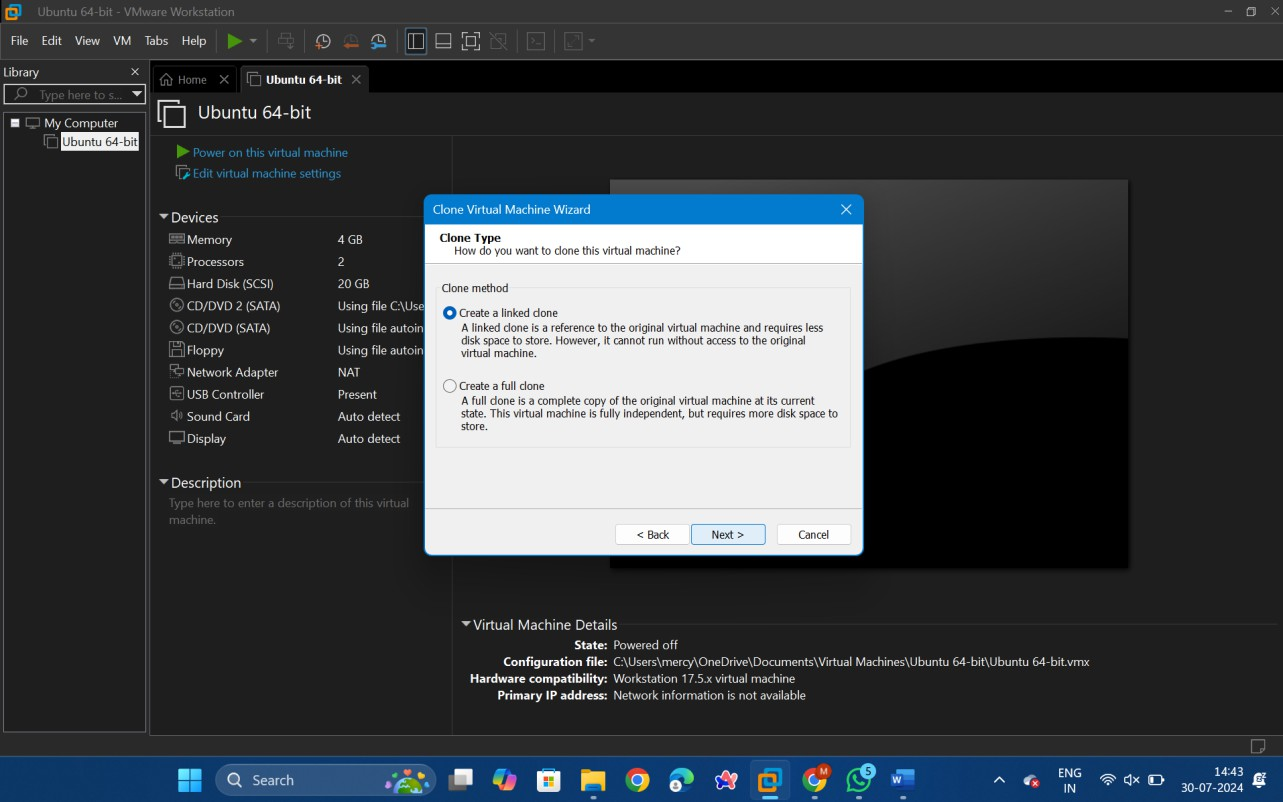 Ubuntu 64-bit - VMware Workstation
File Edit View VM Tabs Help
Library
Type here to s...
My Computer
Ubuntu 64-bit
Home
Ubuntu 64-bit
Ubuntu 64-bit
Power on this virtual machine
Edit virtual machine settings
Devices
Memory 4 GB
Processors 2
Hard Disk (SCSI) 20 GB
CD/DVD 2 (SATA) Using file C:\Use
CD/DVD (SATA) Using file autoin
Floppy Using file autoin
Network Adapter NAT
USB Controller Present
Sound Card Auto detect
Display Auto detect
Description
Type here to enter a description of this virtual
machine.
Clone Virtual Machine Wizard
Clone Type
How do you want to clone this virtual machine?
Clone method
Create a linked clone
A linked clone is a reference to the original virtual machine and requires less
disk space to store. However, it cannot run without access to the original
virtual machine.
Create a full clone
A full clone is a complete copy of the original virtual machine at its current
state. This virtual machine is fully independent, but requires more disk space to
store.
< Back Next > Cancel
Virtual Machine Details
State: Powered off
Configuration file: C:\Users\mercy\OneDrive\Documents\Virtual Machines\Ubuntu 64-bit\Ubuntu 64-bit.vmx
Hardware compatibility: Workstation 17.5.x virtual machine
Primary IP address: Network information is not available
Search
M
5
W
ENG
IN
14:43
30-07-2024